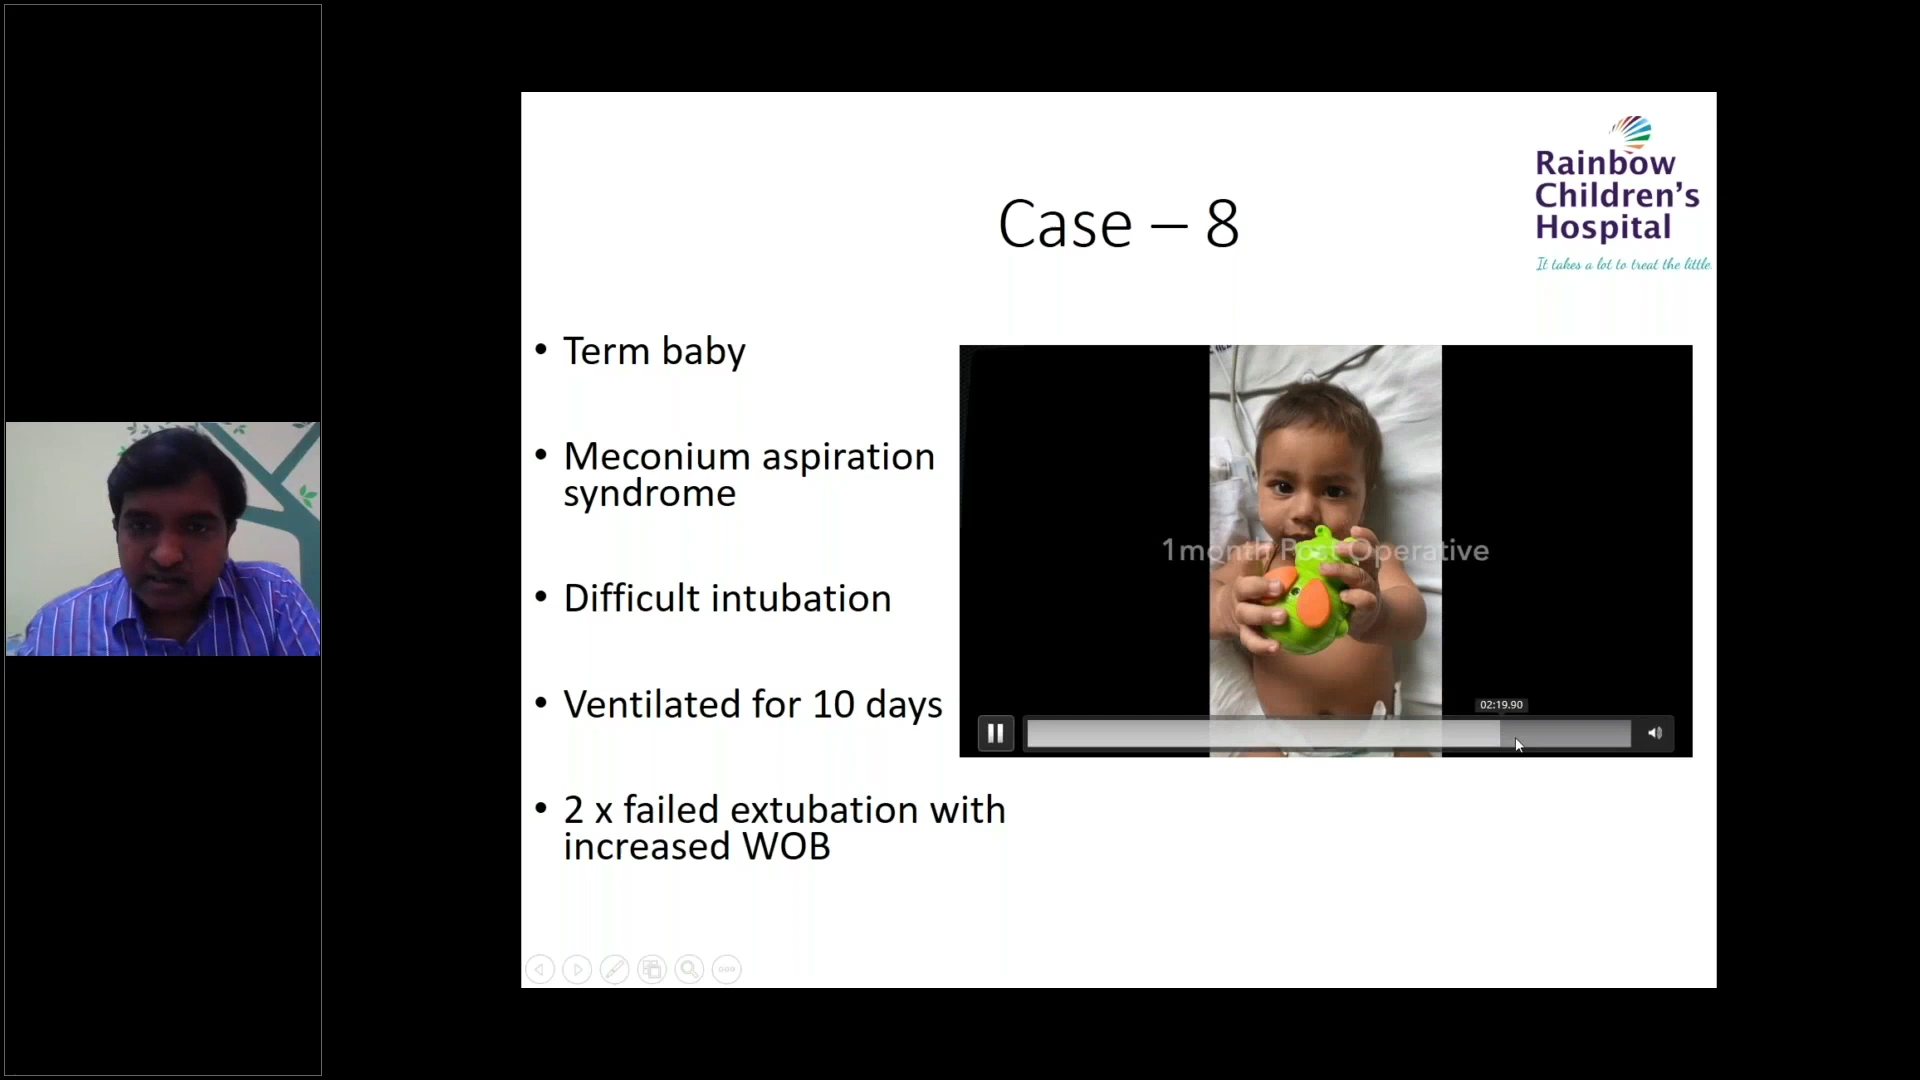 Rainbow
Children's
Hospital
It takes a lot to treat the little.
Case – 8
• Term baby
• Meconium aspiration
syndrome
• Difficult intubation
• Ventilated for 10 days
• 2 x failed extubation with
increased WOB
1month Post Operative
02:19.90